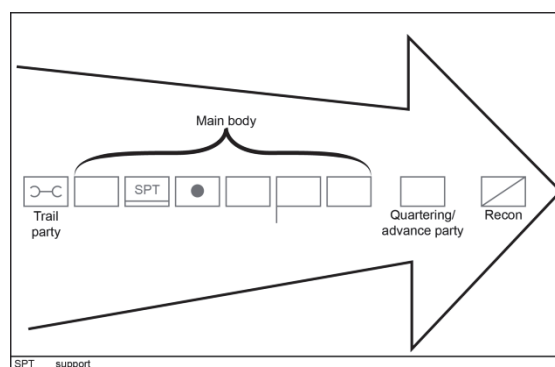 Main body
SPT
Trail
party
Quartering/
advance party
Recon
SPT support